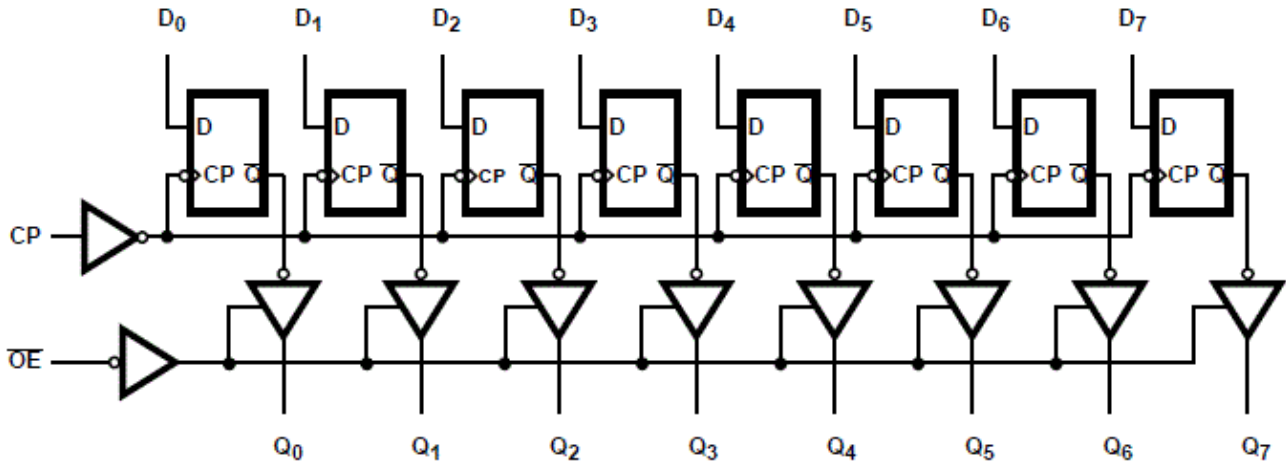 D₀ D₁ D₂ D₃ D₄ D₅ D₆ D₇
D D D D D D D D
CP Q̅ CP Q̅ CP Q̅ CP Q̅ CP Q̅ CP Q̅ CP Q̅ CP Q̅
CP
O̅E̅
Q₀ Q₁ Q₂ Q₃ Q₄ Q₅ Q₆ Q₇